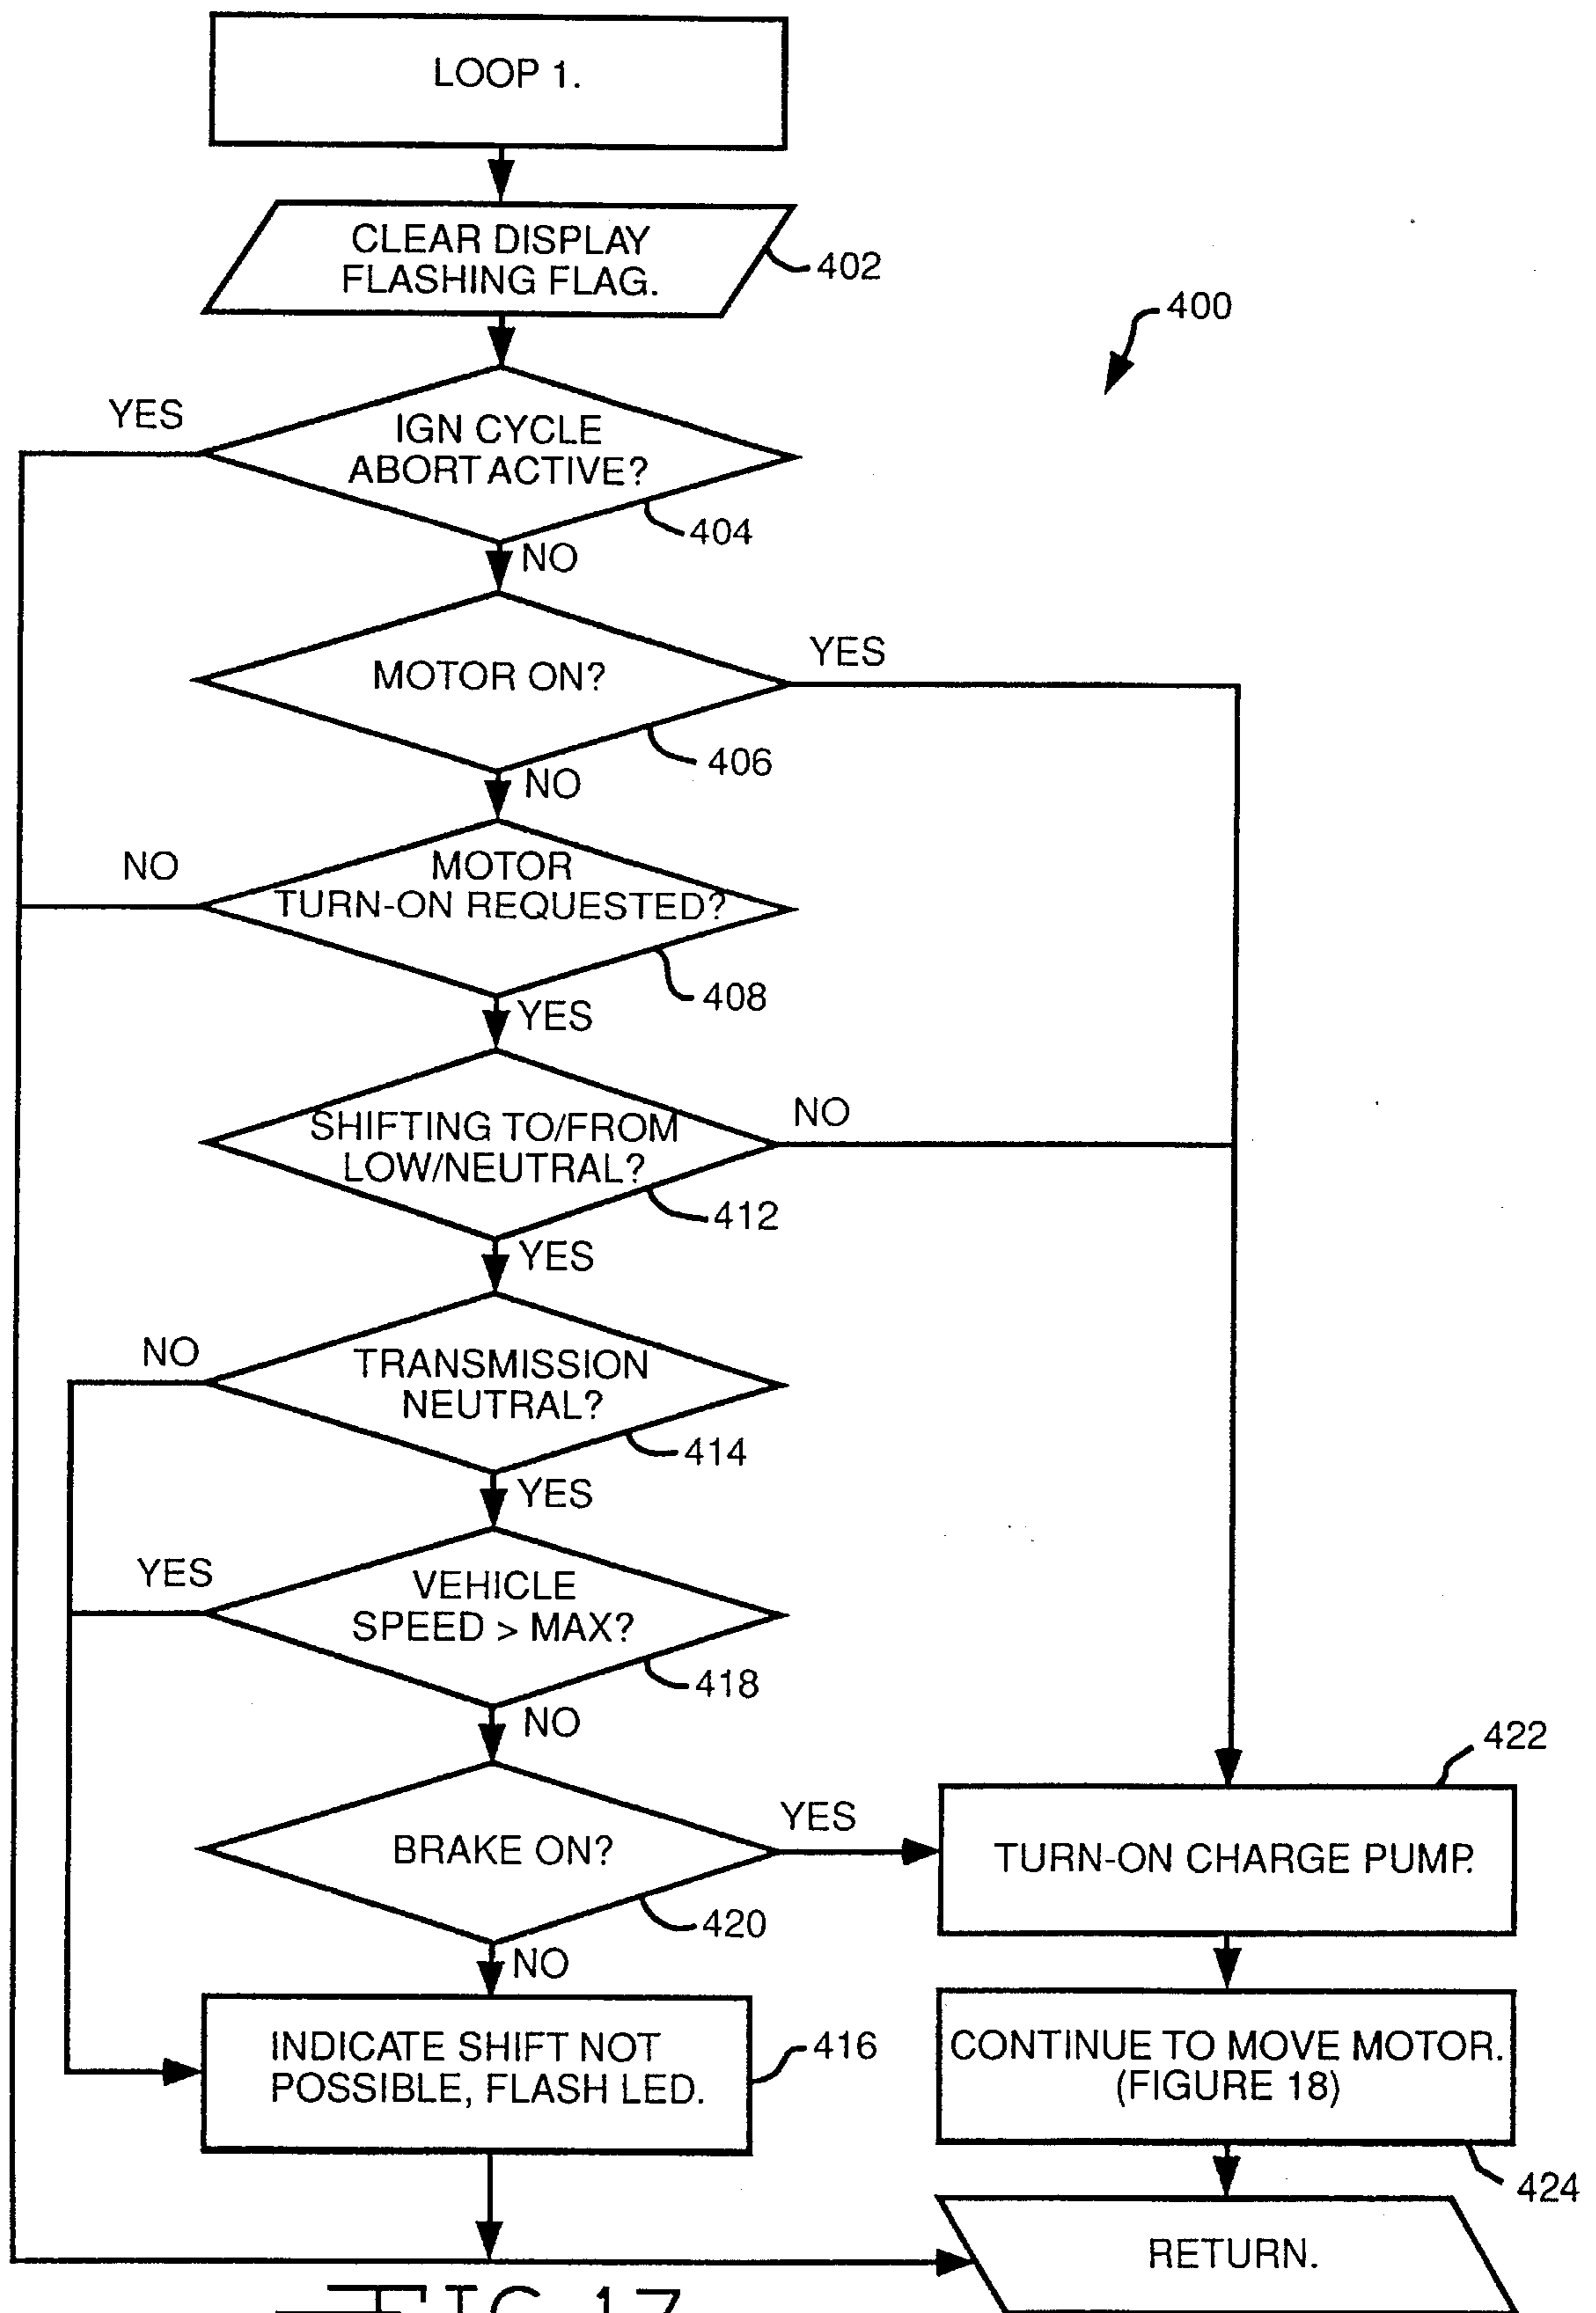 LOOP 1.
CLEAR DISPLAY
FLASHING FLAG.
402
400
YES
IGN CYCLE
ABORT ACTIVE?
404
NO
MOTOR ON?
YES
406
NO
NO
MOTOR
TURN-ON REQUESTED?
408
YES
SHIFTING TO/FROM
LOW/NEUTRAL?
NO
412
YES
NO
TRANSMISSION
NEUTRAL?
414
YES
YES
VEHICLE
SPEED > MAX?
418
NO
BRAKE ON?
YES
420
NO
422
TURN-ON CHARGE PUMP.
INDICATE SHIFT NOT
POSSIBLE, FLASH LED.
416
CONTINUE TO MOVE MOTOR.
(FIGURE 18)
424
RETURN.
FIG 17